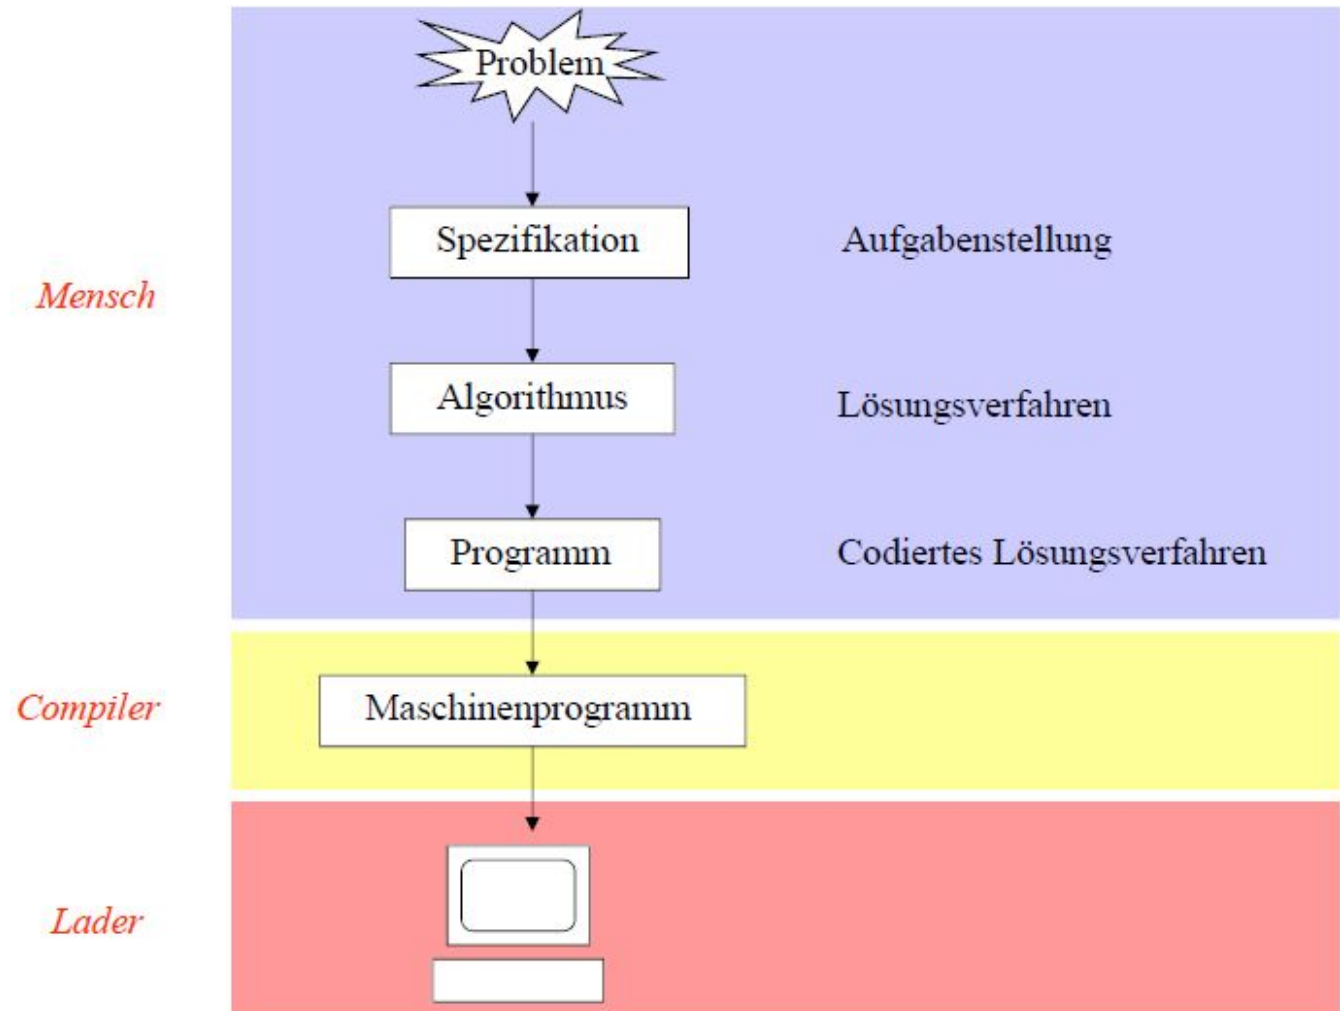 Problem
Spezifikation
Aufgabenstellung
Mensch
Algorithmus
Lösungsverfahren
Programm
Codiertes Lösungsverfahren
Compiler
Maschinenprogramm
Lader